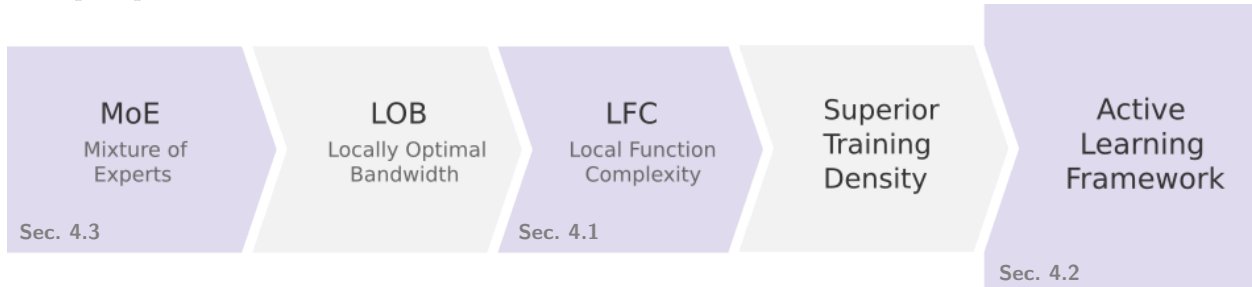 MoE
Mixture of
Experts
Sec. 4.3
LOB
Locally Optimal
Bandwidth
LFC
Local Function
Complexity
Sec. 4.1
Superior
Training
Density
Active
Learning
Framework
Sec. 4.2